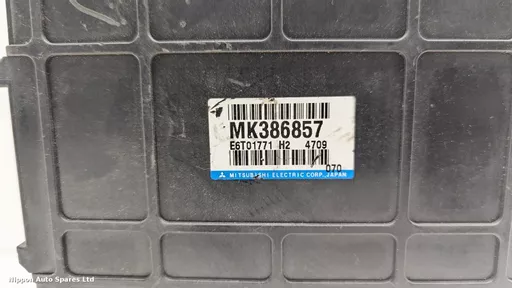 MK386857
E6T01771 H2 4709
070
MITSUBISHI ELECTRIC CORP. JAPAN
Nippon Auto Spares Ltd